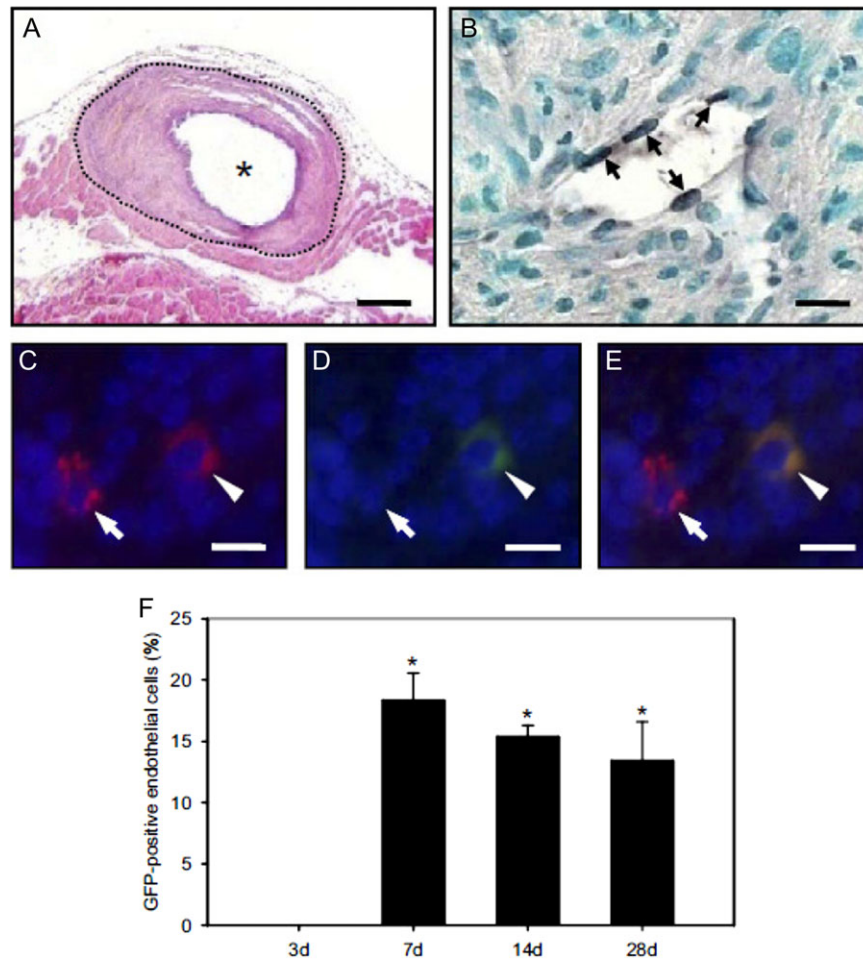 A
*
B
C
D
E
F
GFP-positive endothelial cells (%)
25
20
15
10
5
0
*
*
*
3d
7d
14d
28d